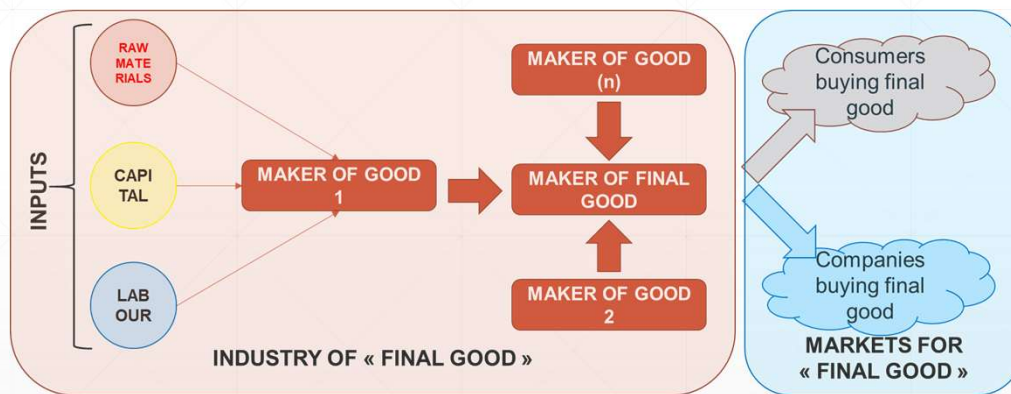 INPUTS
RAW
MATE
RIALS
CAPI
TAL
LAB
OUR
MAKER OF GOOD
1
MAKER OF GOOD
(n)
MAKER OF FINAL
GOOD
MAKER OF GOOD
2
INDUSTRY OF « FINAL GOOD »
Consumers
buying final
good
Companies
buying final
good
MARKETS FOR
« FINAL GOOD »